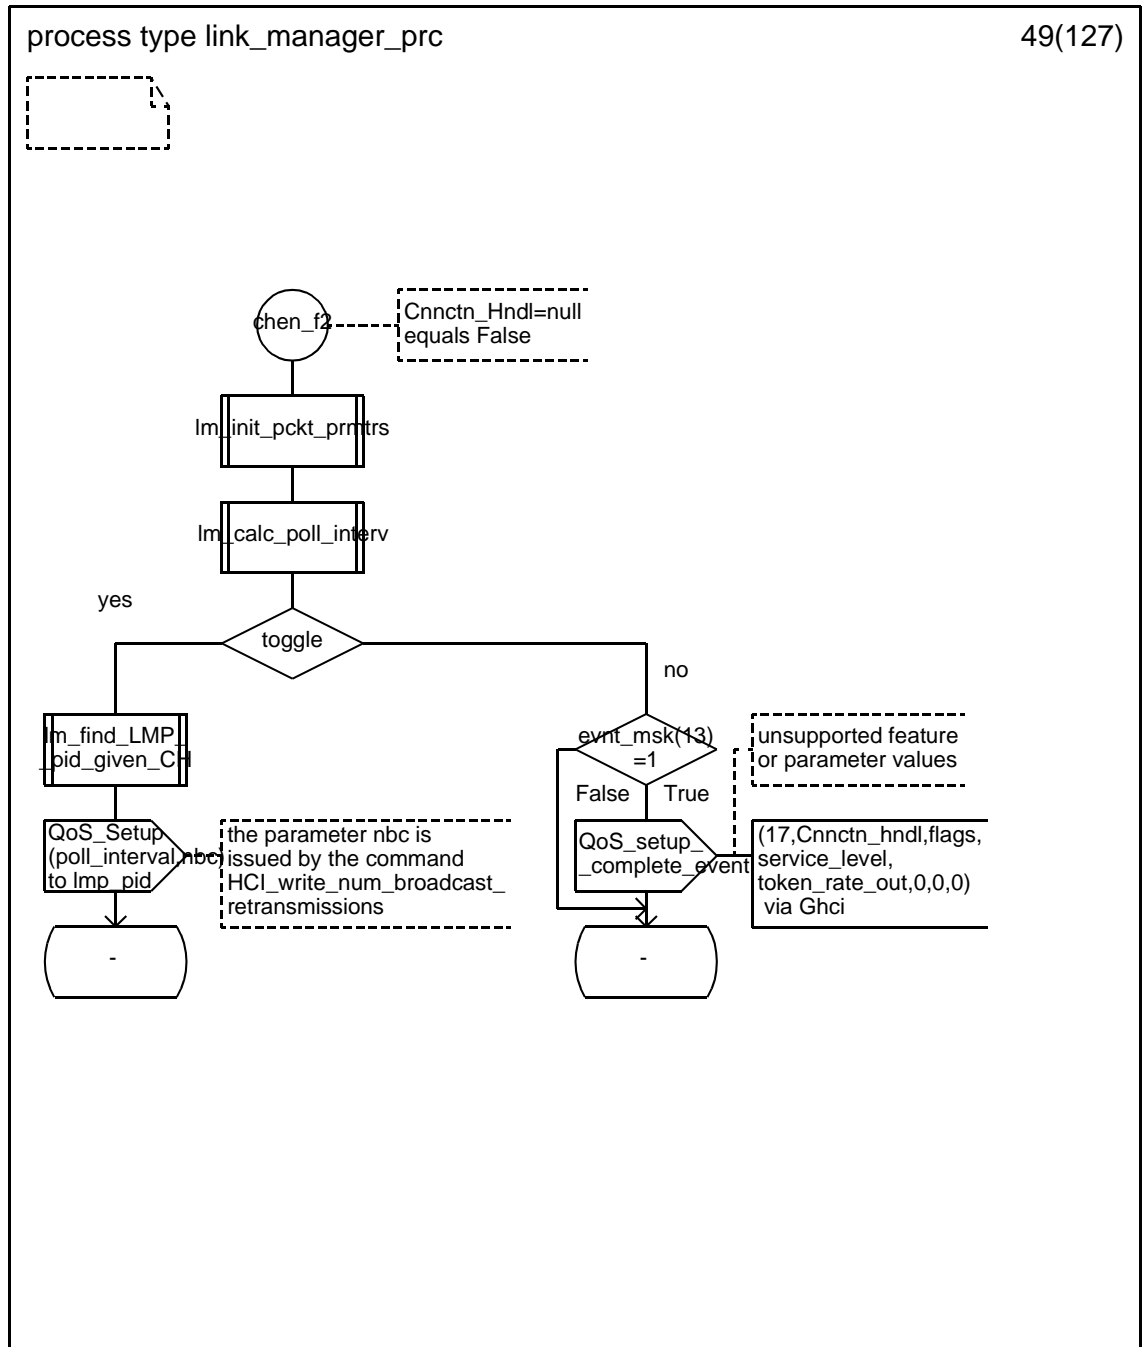 process type link_manager_prc
49(127)
chen_f2
Cnnctn_Hndl=null
equals False
lm_init_pckt_prmtrs
lm_calc_poll_interv
yes
toggle
no
lm_find_LMP_
_pid_given_CH
evnt_msk(13)
=1
unsupported feature
or parameter values
False
True
QoS_Setup
(poll_interval,nbc)
to lmp_pid
the parameter nbc is
issued by the command
HCI_write_num_broadcast_
retransmissions
QoS_setup_
_complete_event
(17,Cnnctn_hndl,flags,
service_level,
token_rate_out,0,0,0)
via Ghci
-
-